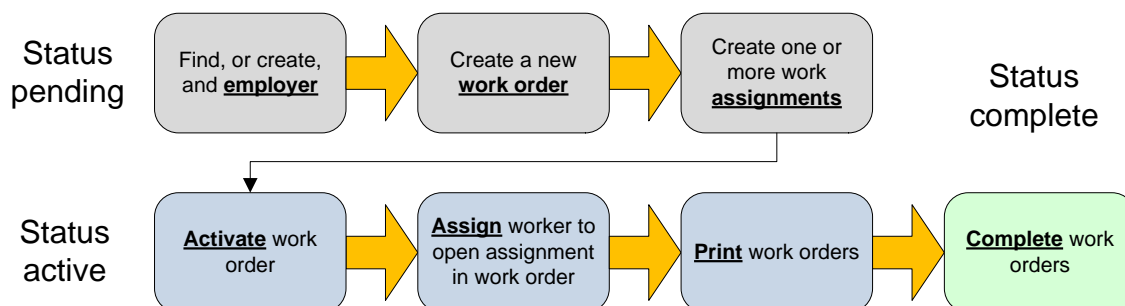 Status
pending
Find, or create,
and employer
Create a new
work order
Create one or
more work
assignments
Status
complete
Status
active
Activate work
order
Assign worker to
open assignment
in work order
Print work orders
Complete work
orders